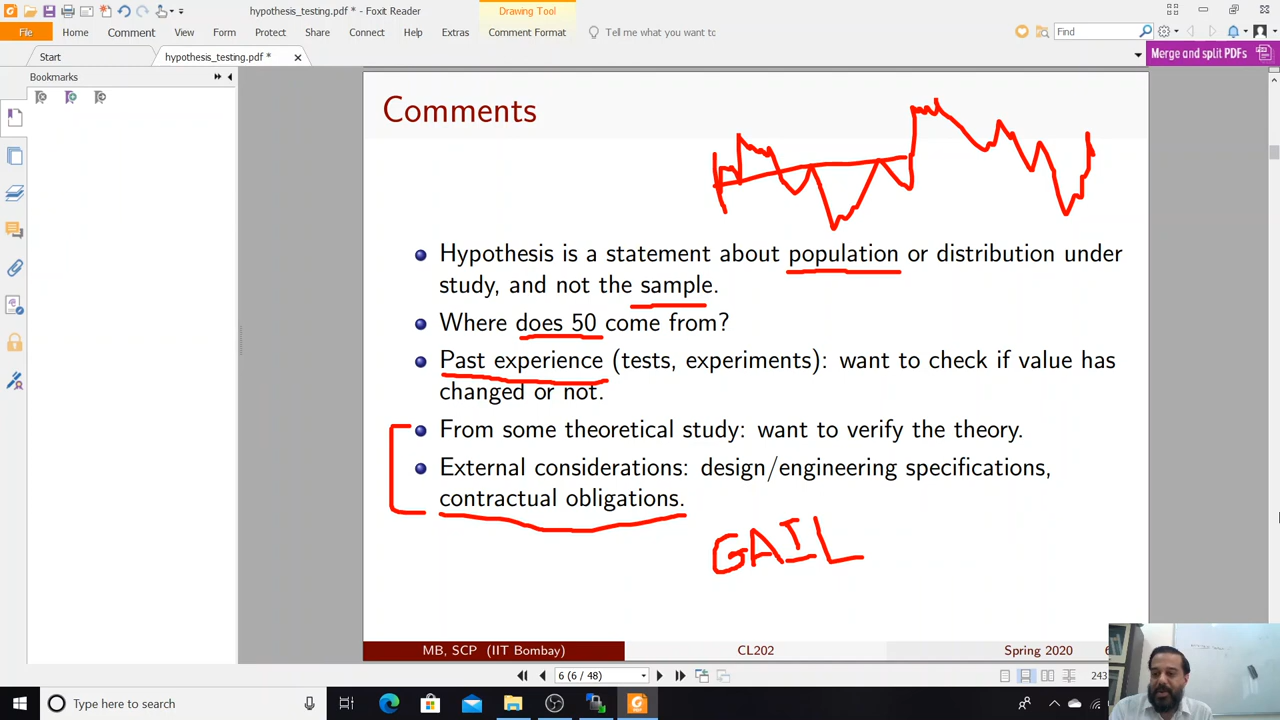 hypothesis_testing.pdf * - Foxit Reader
Drawing Tool
File Home Comment View Form Protect Share Connect Help Extras Comment Format Tell me what you want to
Find
Start hypothesis_testing.pdf *
Merge and split PDFs
Bookmarks
Comments
Hypothesis is a statement about population or distribution under
study, and not the sample.
Where does 50 come from?
Past experience (tests, experiments): want to check if value has
changed or not.
From some theoretical study: want to verify the theory.
External considerations: design/engineering specifications,
contractual obligations.
GAIL
MB, SCP (IIT Bombay) CL202 Spring 2020
6 (6 / 48)
243
Type here to search